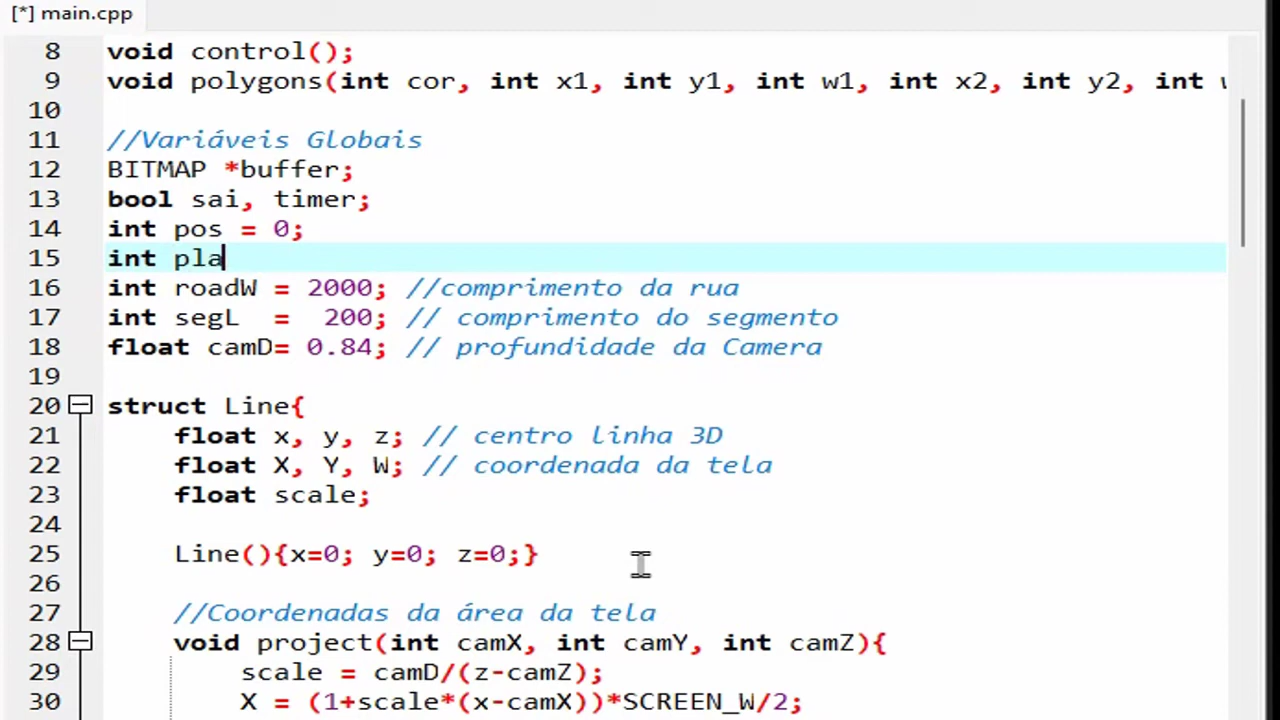 [*] main.cpp
8 void control();
9 void polygons(int cor, int x1, int y1, int w1, int x2, int y2, int
10
11 //Variáveis Globais
12 BITMAP *buffer;
13 bool sai, timer;
14 int pos = 0;
15 int pla
16 int roadW = 2000; //comprimento da rua
17 int segL  =  200; // comprimento do segmento
18 float camD= 0.84; // profundidade da Camera
19
20 struct Line{
21     float x, y, z; // centro linha 3D
22     float X, Y, W; // coordenada da tela
23     float scale;
24
25     Line(){x=0; y=0; z=0;}
26
27     //Coordenadas da área da tela
28     void project(int camX, int camY, int camZ){
29         scale = camD/(z-camZ);
30         X = (1+scale*(x-camX))*SCREEN_W/2;